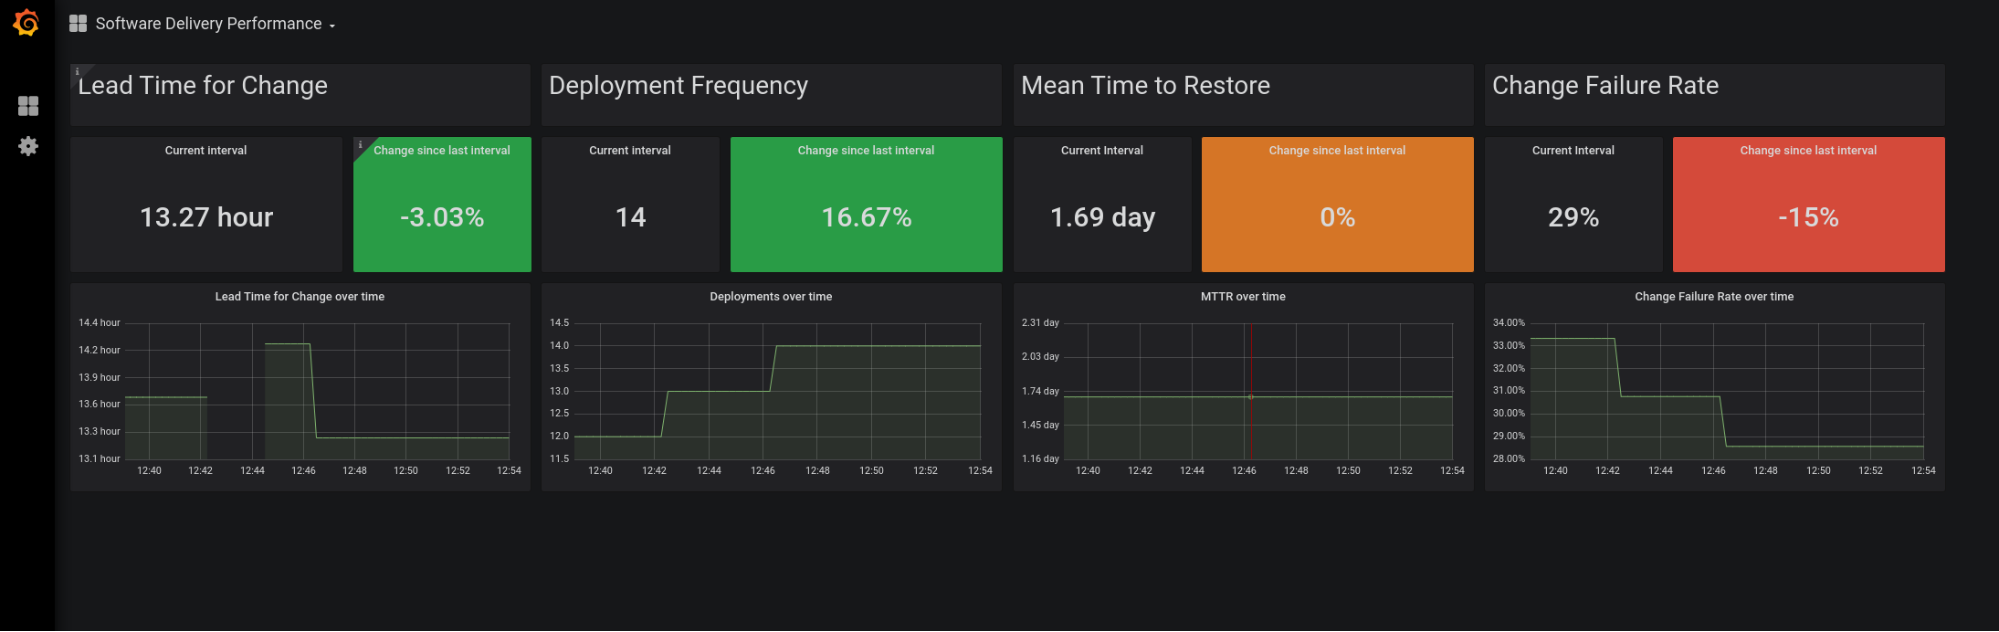 Software Delivery Performance
Lead Time for Change
Current interval
13.27 hour
Change since last interval
-3.03%
Lead Time for Change over time
14.4 hour
14.2 hour
13.9 hour
13.6 hour
13.3 hour
13.1 hour
12:40 12:42 12:44 12:46 12:48 12:50 12:52 12:54
Deployment Frequency
Current interval
14
Change since last interval
16.67%
Deployments over time
14.5
14.0
13.5
13.0
12.5
12.0
11.5
12:40 12:42 12:44 12:46 12:48 12:50 12:52 12:54
Mean Time to Restore
Current Interval
1.69 day
Change since last interval
0%
MTTR over time
2.31 day
2.03 day
1.74 day
1.45 day
1.16 day
12:40 12:42 12:44 12:46 12:48 12:50 12:52 12:54
Change Failure Rate
Current Interval
29%
Change since last interval
-15%
Change Failure Rate over time
34.00%
33.00%
32.00%
31.00%
30.00%
29.00%
28.00%
12:40 12:42 12:44 12:46 12:48 12:50 12:52 12:54